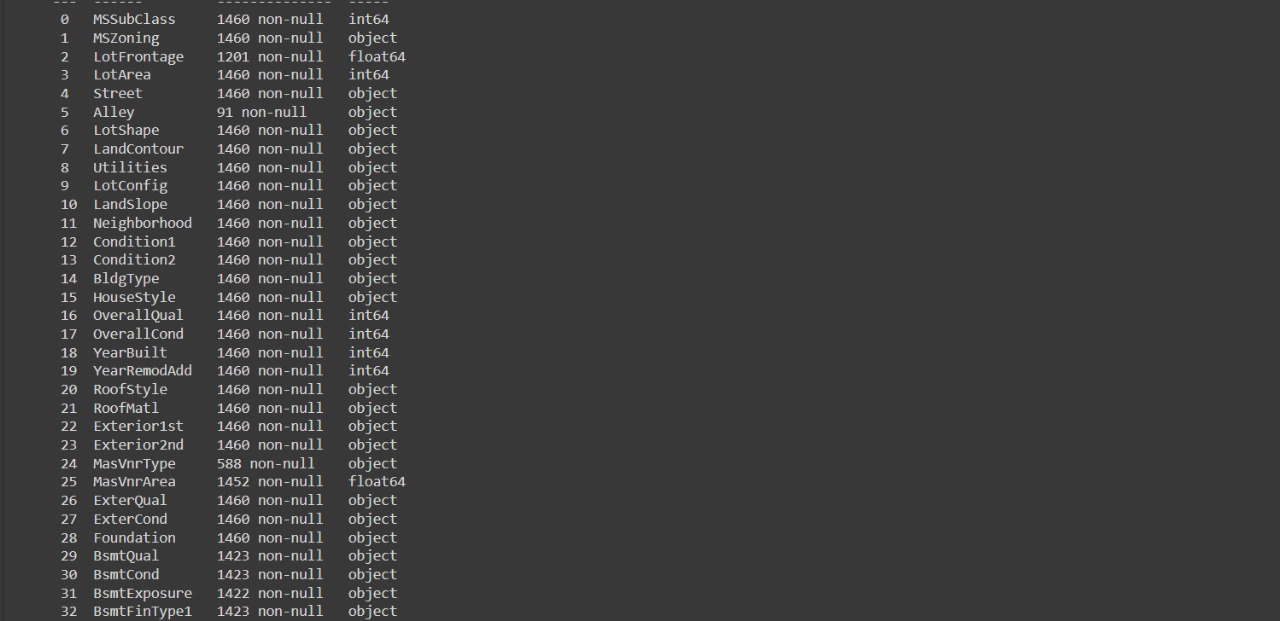 --- ------ -------------- -----
0 MSSubClass 1460 non-null int64
1 MSZoning 1460 non-null object
2 LotFrontage 1201 non-null float64
3 LotArea 1460 non-null int64
4 Street 1460 non-null object
5 Alley 91 non-null object
6 LotShape 1460 non-null object
7 LandContour 1460 non-null object
8 Utilities 1460 non-null object
9 LotConfig 1460 non-null object
10 LandSlope 1460 non-null object
11 Neighborhood 1460 non-null object
12 Condition1 1460 non-null object
13 Condition2 1460 non-null object
14 BldgType 1460 non-null object
15 HouseStyle 1460 non-null object
16 OverallQual 1460 non-null int64
17 OverallCond 1460 non-null int64
18 YearBuilt 1460 non-null int64
19 YearRemodAdd 1460 non-null int64
20 RoofStyle 1460 non-null object
21 RoofMatl 1460 non-null object
22 Exterior1st 1460 non-null object
23 Exterior2nd 1460 non-null object
24 MasVnrType 588 non-null object
25 MasVnrArea 1452 non-null float64
26 ExterQual 1460 non-null object
27 ExterCond 1460 non-null object
28 Foundation 1460 non-null object
29 BsmtQual 1423 non-null object
30 BsmtCond 1423 non-null object
31 BsmtExposure 1422 non-null object
32 BsmtFinType1 1423 non-null object